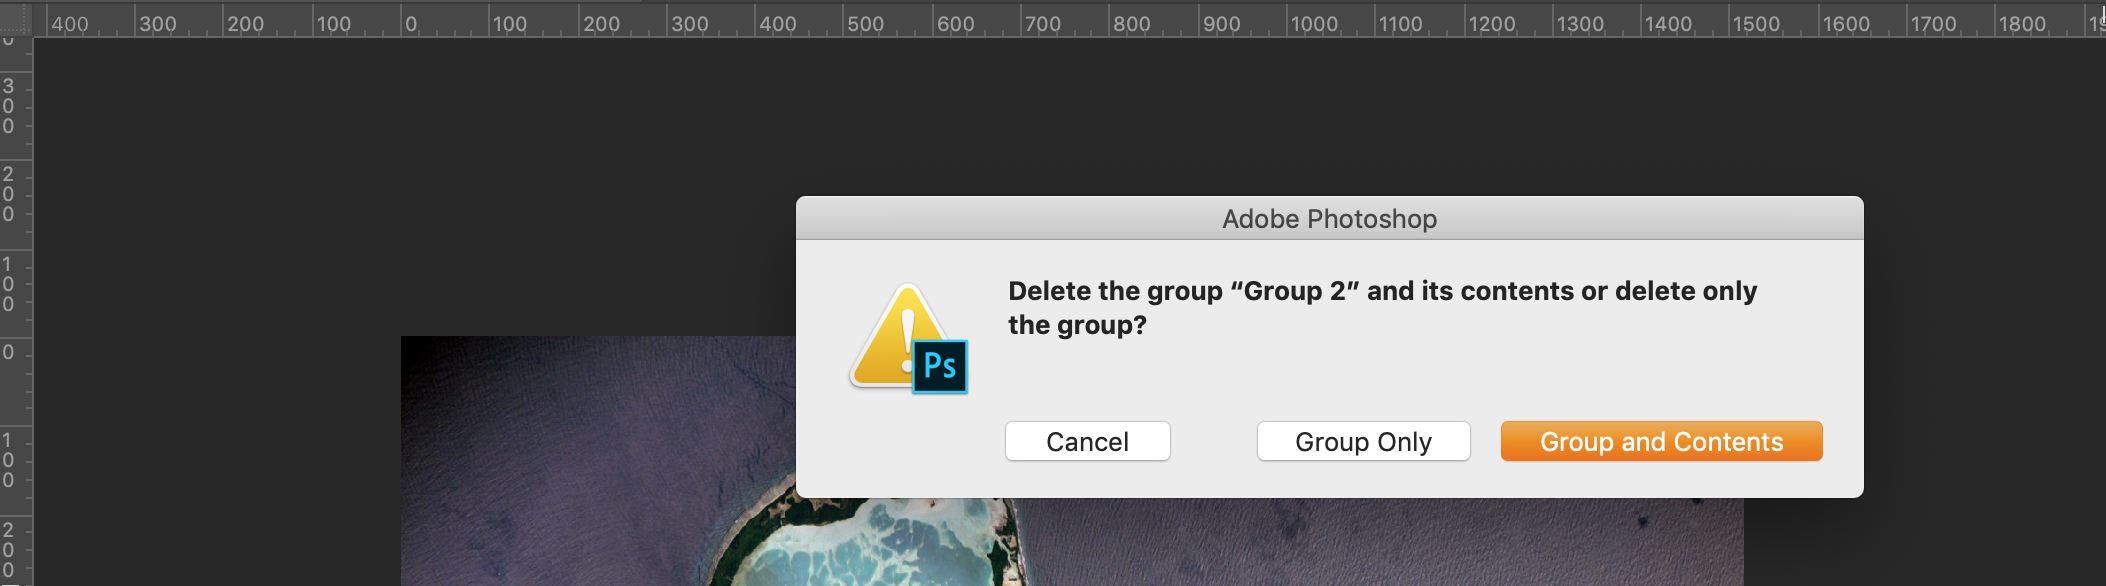 400 300 200 100 0 100 200 300 400 500 600 700 800 900 1000 1100 1200 1300 1400 1500 1600 1700 1800
0
300
200
100
0
100
200
Adobe Photoshop
Delete the group “Group 2” and its contents or delete only
the group?
Ps
Cancel Group Only Group and Contents